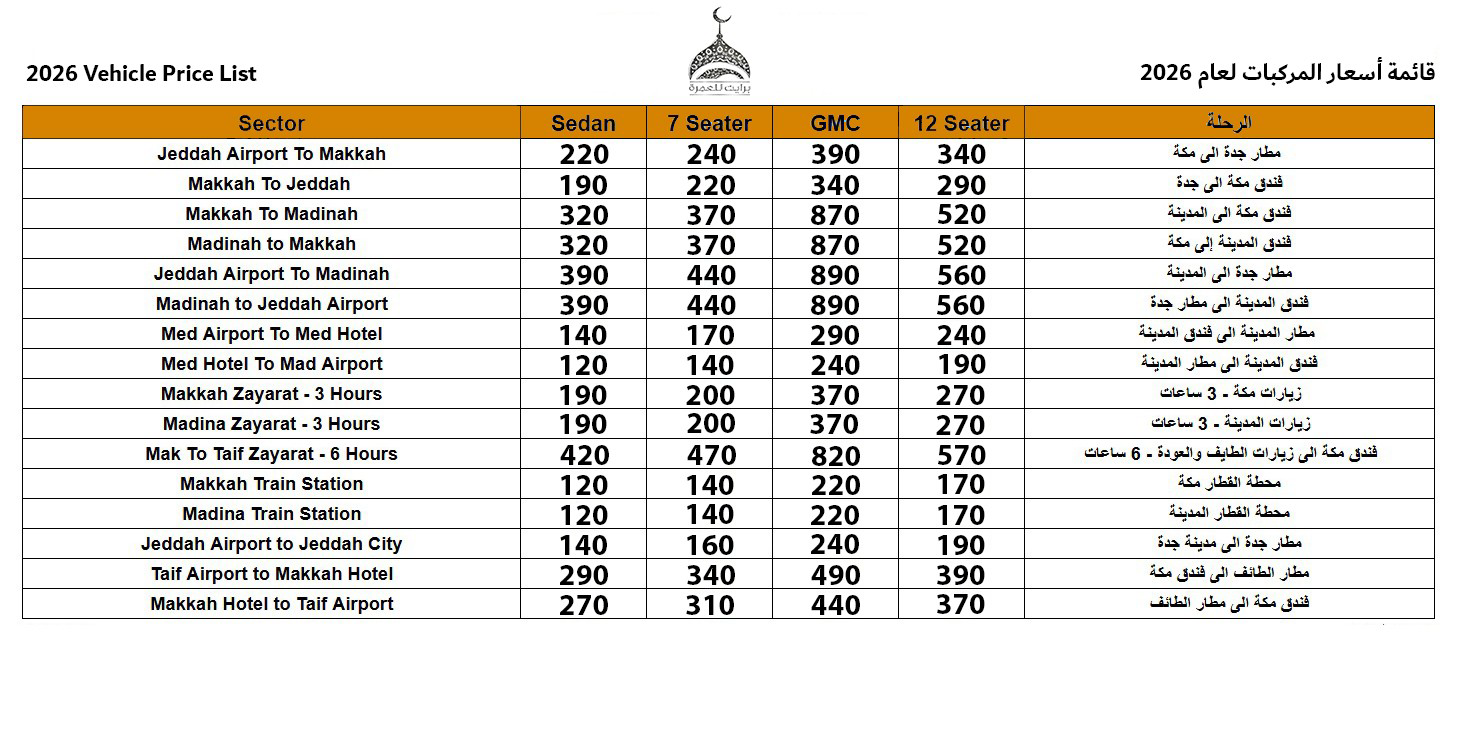 2026 Vehicle Price List
برايت للعمرة
قائمة أسعار المركبات لعام 2026
Sector Sedan 7 Seater GMC 12 Seater الرحلة
Jeddah Airport To Makkah 220 240 390 340 مطار جدة الى مكة
Makkah To Jeddah 190 220 340 290 فندق مكة الى جدة
Makkah To Madinah 320 370 870 520 فندق مكة الى المدينة
Madinah to Makkah 320 370 870 520 فندق المدينة إلى مكة
Jeddah Airport To Madinah 390 440 890 560 مطار جدة الى المدينة
Madinah to Jeddah Airport 390 440 890 560 فندق المدينة الى مطار جدة
Med Airport To Med Hotel 140 170 290 240 مطار المدينة الى فندق المدينة
Med Hotel To Mad Airport 120 140 240 190 فندق المدينة الى مطار المدينة
Makkah Zayarat - 3 Hours 190 200 370 270 زيارات مكة - 3 ساعات
Madina Zayarat - 3 Hours 190 200 370 270 زيارات المدينة - 3 ساعات
Mak To Taif Zayarat - 6 Hours 420 470 820 570 فندق مكة الى زيارات الطايف والعودة - 6 ساعات
Makkah Train Station 120 140 220 170 محطة القطار مكة
Madina Train Station 120 140 220 170 محطة القطار المدينة
Jeddah Airport to Jeddah City 140 160 240 190 مطار جدة الى مدينة جدة
Taif Airport to Makkah Hotel 290 340 490 390 مطار الطائف الى فندق مكة
Makkah Hotel to Taif Airport 270 310 440 370 فندق مكة الى مطار الطائف